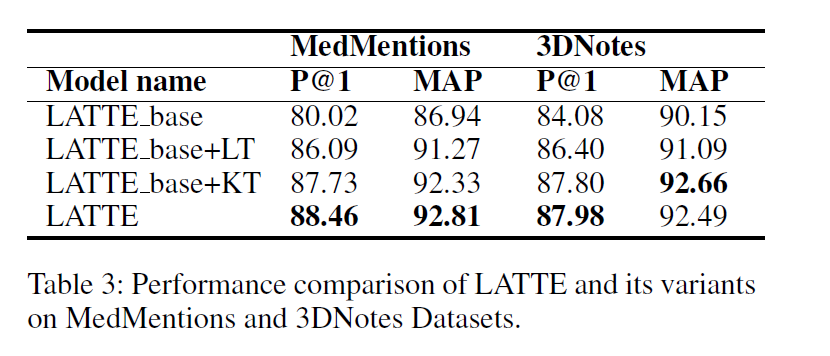 MedMentions 3DNotes
Model name P@1 MAP P@1 MAP
LATTE_base 80.02 86.94 84.08 90.15
LATTE_base+LT 86.09 91.27 86.40 91.09
LATTE_base+KT 87.73 92.33 87.80 92.66
LATTE 88.46 92.81 87.98 92.49
Table 3: Performance comparison of LATTE and its variants
on MedMentions and 3DNotes Datasets.